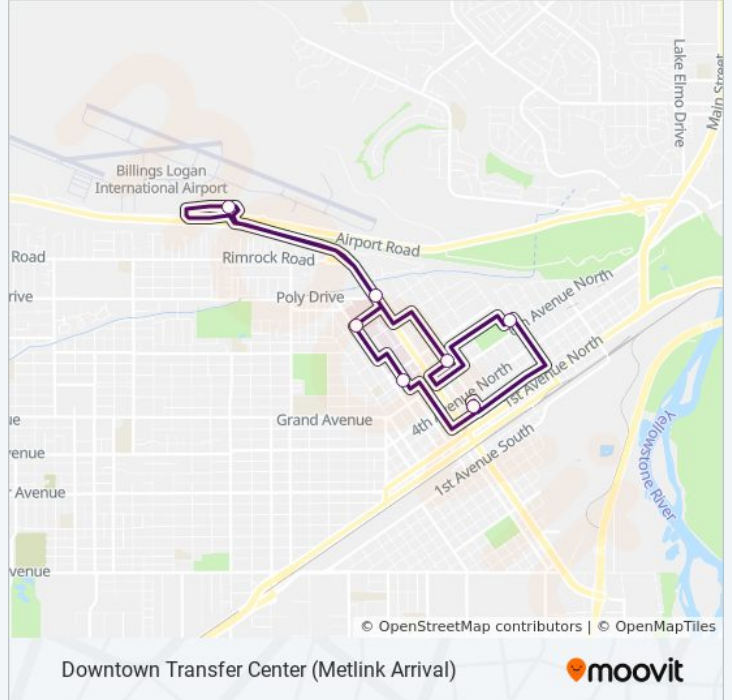 Lake Elmo Drive
Main Street
Billings Logan
International Airport
Airport Road
Road
Rimrock Road
rive
Poly Drive
h Avenue North
1st Avenue North
4th Avenue North
Grand Avenue
ue
1st Avenue South
Yellowstone River
venue
r Avenue
venue
© OpenStreetMap contributors | © OpenMapTiles
Downtown Transfer Center (Metlink Arrival)
moovit